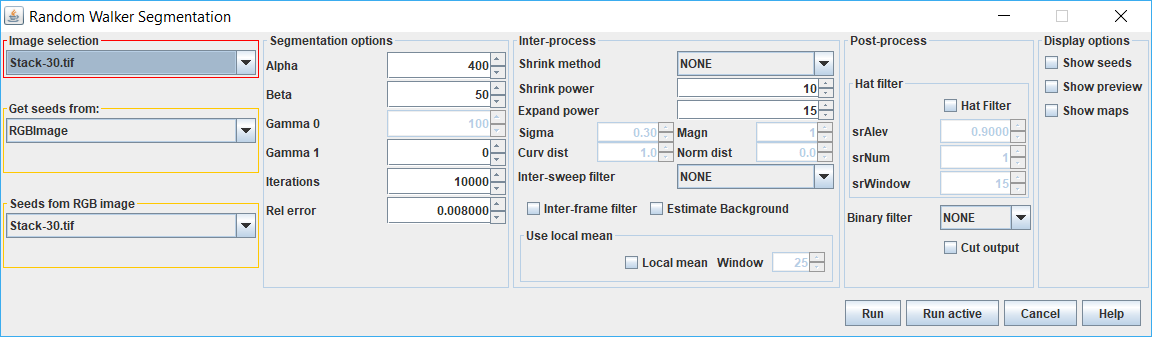 Random Walker Segmentation
Image selection
Stack-30.tif
Get seeds from:
RGBImage
Seeds fom RGB image
Stack-30.tif
Segmentation options
Alpha 400
Beta 50
Gamma 0 100
Gamma 1 0
Iterations 10000
Rel error 0.008000
Inter-process
Shrink method NONE
Shrink power 10
Expand power 15
Sigma 0.30 Magn 1
Curv dist 1.0 Norm dist 0.0
Inter-sweep filter NONE
Inter-frame filter Estimate Background
Use local mean
Local mean Window 25
Post-process
Hat filter
Hat Filter
srAlev 0.9000
srNum 1
srWindow 15
Binary filter NONE
Cut output
Display options
Show seeds
Show preview
Show maps
Run Run active Cancel Help